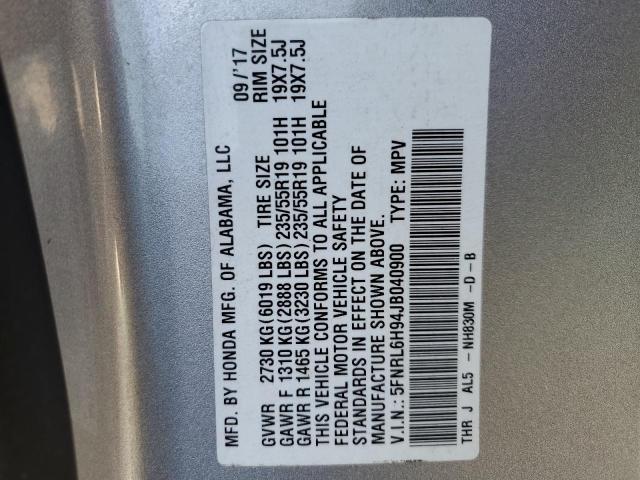 MFD. BY HONDA MFG. OF ALABAMA, LLC 09/'17
GVWR 2730 KG(6019 LBS) TIRE SIZE RIM SIZE
GAWR F 1310 KG(2888 LBS)235/55R19 101H 19X7.5J
GAWR R 1465 KG(3230 LBS)235/55R19 101H 19X7.5J
THIS VEHICLE CONFORMS TO ALL APPLICABLE
FEDERAL MOTOR VEHICLE SAFETY
STANDARDS IN EFFECT ON THE DATE OF
MANUFACTURE SHOWN ABOVE.
V.I.N.: 5FNRL6H94JB040900 TYPE: MPV
THR J AL5 - NH830M -D-B